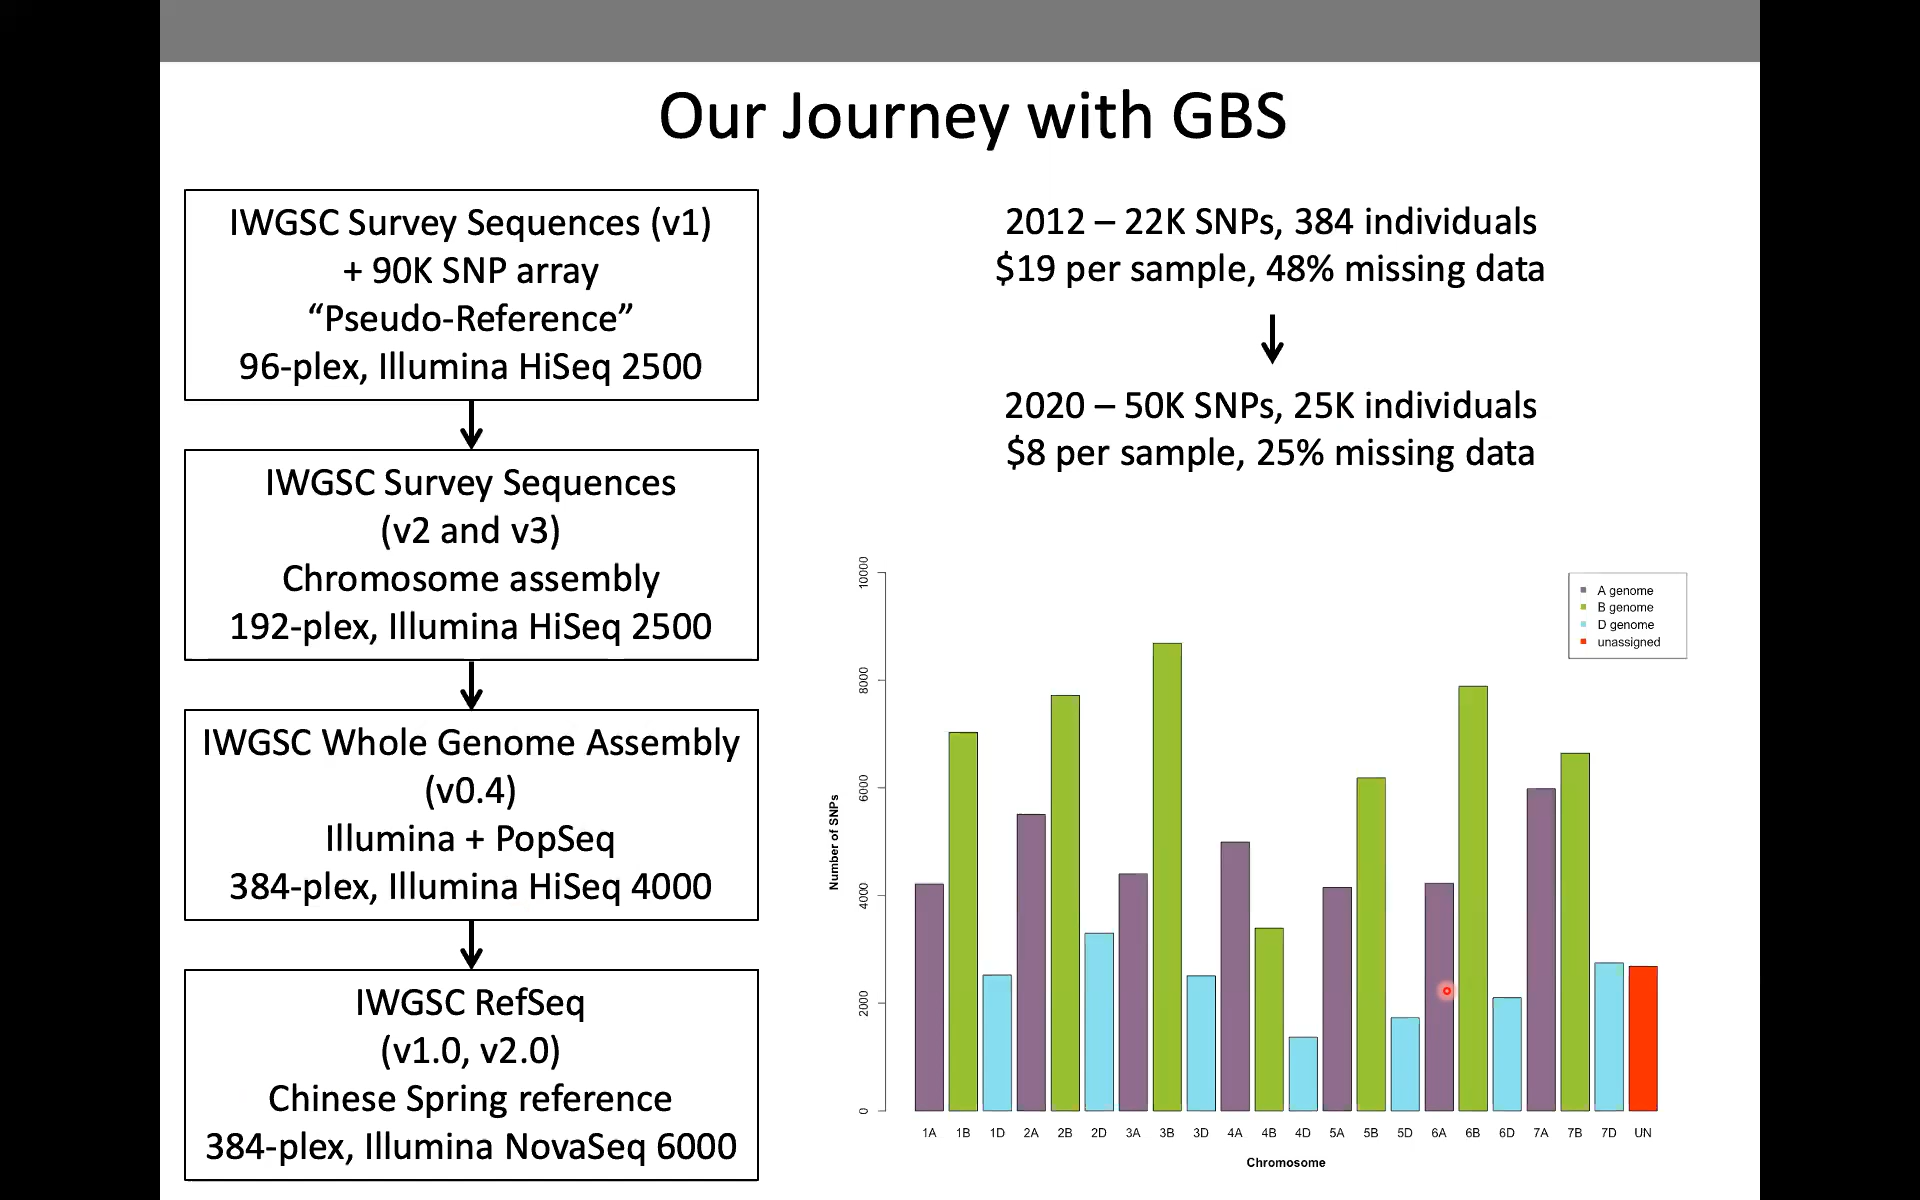 Our Journey with GBS
IWGSC Survey Sequences (v1)
+ 90K SNP array
“Pseudo-Reference”
96-plex, Illumina HiSeq 2500
IWGSC Survey Sequences
(v2 and v3)
Chromosome assembly
192-plex, Illumina HiSeq 2500
IWGSC Whole Genome Assembly
(v0.4)
Illumina + PopSeq
384-plex, Illumina HiSeq 4000
IWGSC RefSeq
(v1.0, v2.0)
Chinese Spring reference
384-plex, Illumina NovaSeq 6000
2012 – 22K SNPs, 384 individuals
$19 per sample, 48% missing data
2020 – 50K SNPs, 25K individuals
$8 per sample, 25% missing data
A genome
B genome
D genome
unassigned
Number of SNPs
10000
8000
6000
4000
2000
0
1A 1B 1D 2A 2B 2D 3A 3B 3D 4A 4B 4D 5A 5B 5D 6A 6B 6D 7A 7B 7D UN
Chromosome